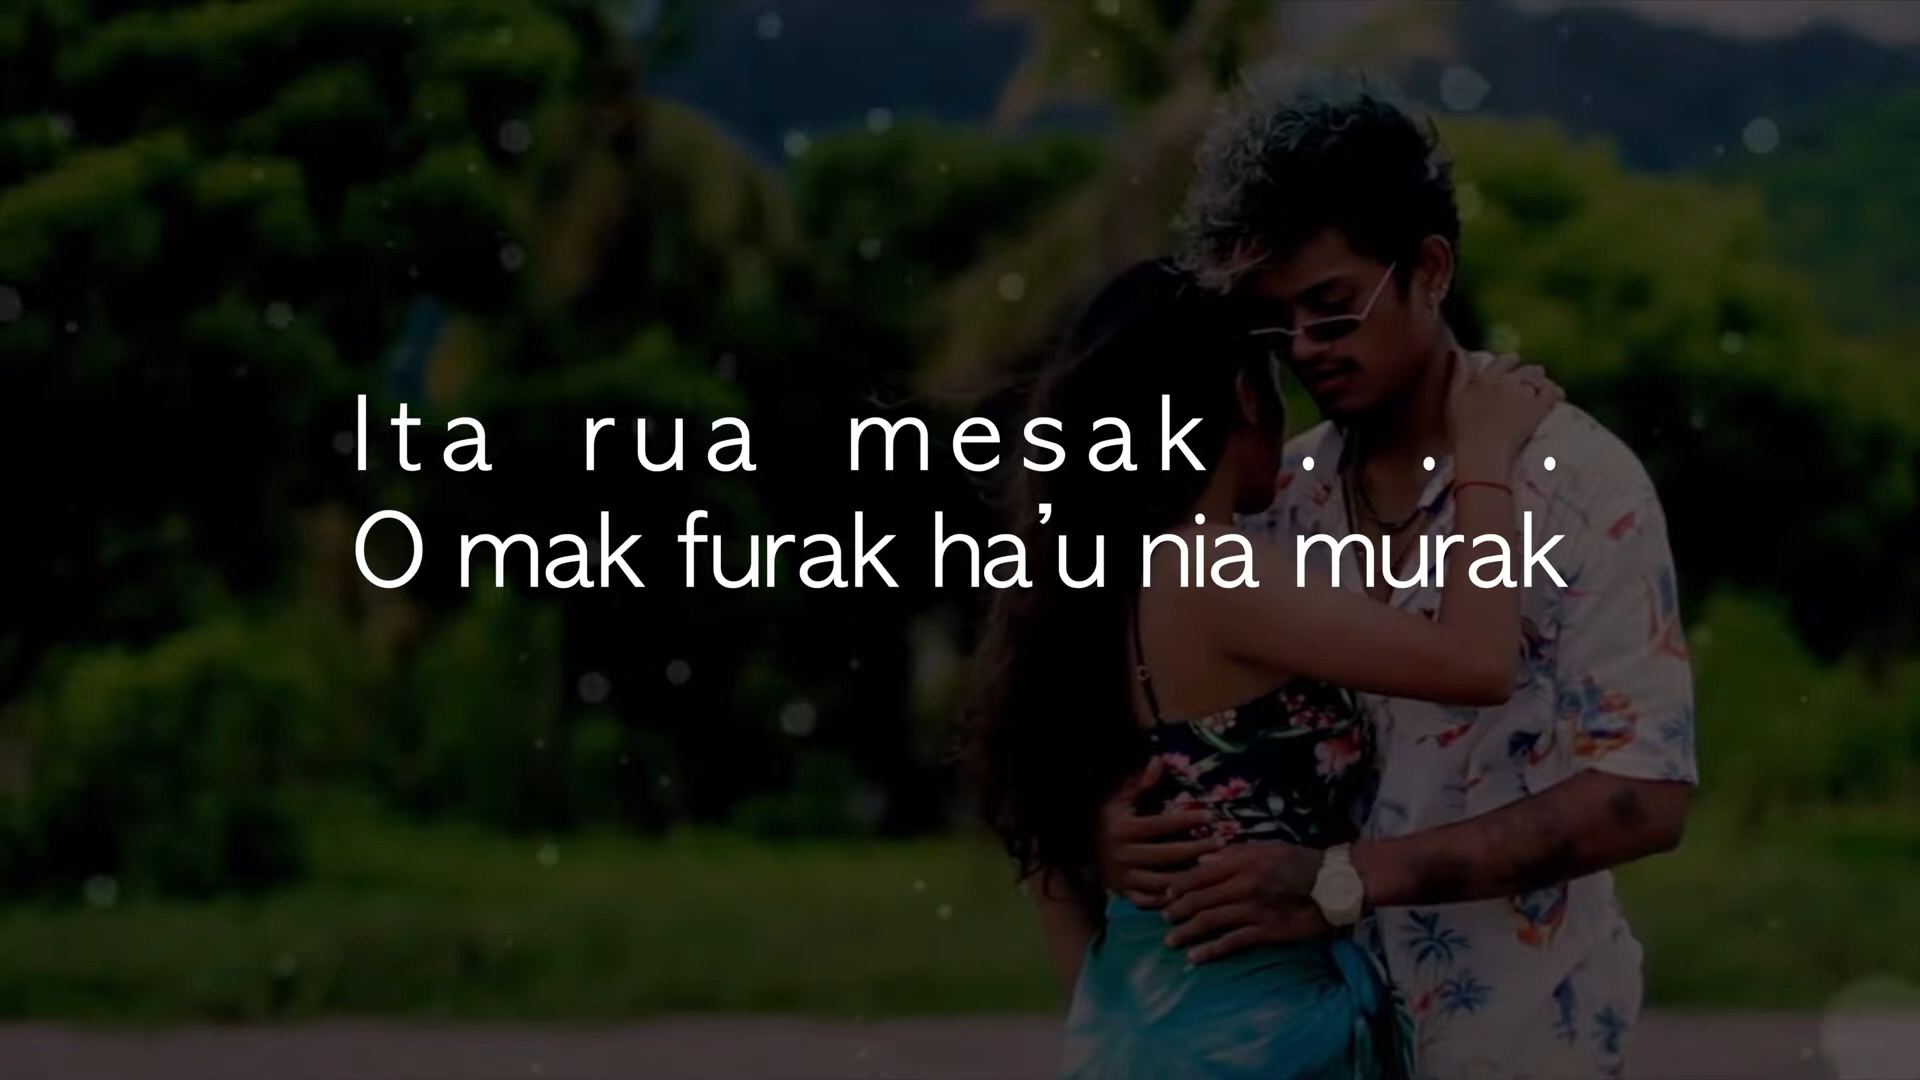 Ita rua mesak . . .
O mak furak ha’u nia murak